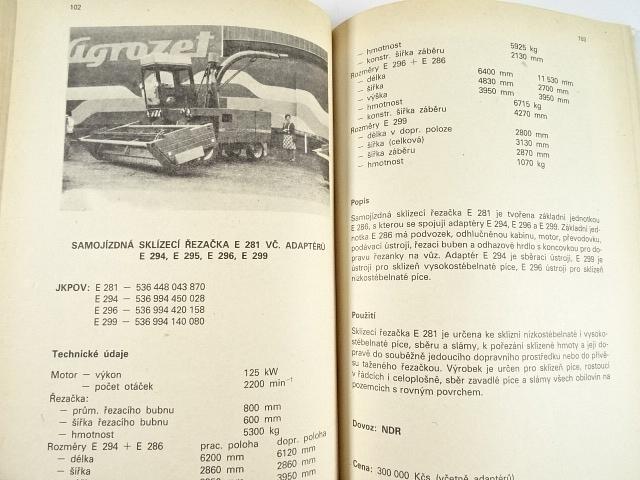 102
Agrozet
SAMOJÍZDNÁ SKLÍZECÍ ŘEZAČKA E 281 VČ. ADAPTÉRŮ
E 294, E 295, E 296, E 299
JKPOV: E 281 — 536 448 043 870
E 294 — 536 994 450 028
E 296 — 536 994 420 158
E 299 — 536 994 140 080
Technické údaje
Motor — výkon 125 kW
— počet otáček 2200 min⁻¹
Řezačka:
— prům. řezacího bubnu 800 mm
— šířka řezacího bubnu 600 mm
— hmotnost 5300 kg
Rozměry E 294 + E 286 prac. poloha dopr. poloha
— délka 6200 mm 6120 mm
— šířka 2860 mm 2860 mm
3950 mm
103
— hmotnost 5925 kg
— konstr. šířka záběru 2130 mm
Rozměry E 296 + E 286
— délka 6400 mm 11 530 mm
— šířka 4830 mm 2700 mm
— výška 3950 mm 3950 mm
— hmotnost 6715 kg
— konstr. šířka záběru 4270 mm
Rozměry E 299
— délka v dopr. poloze 2800 mm
— šířka (celková) 3130 mm
— šířka záběru 2870 mm
— hmotnost 1070 kg
Popis
Samojízdná sklízecí řezačka E 281 je tvořena základní jednotkou
E 286, s kterou se spojují adaptéry E 294, E 296 a E 299. Základní jed-
notka E 286 má podvozek, odhlučněnou kabinu, motor, převodovku,
podávací ústrojí, řezací buben a odhazové hrdlo s koncovkou pro do-
pravu řezanky na vůz. Adaptér E 294 je sběrací ústrojí, E 299 je
ústrojí pro sklizeň vysokostébelnaté píce, E 296 ústrojí pro sklizeň
nízkostébelnaté píce.
Použití
Sklízecí řezačka E 281 je určena ke sklizni nízkostébelnaté i vysoko-
stébelnaté píce, sběru a slámy, k pořezání sklizené hmoty a její do-
pravě do souběžně jedoucího dopravního prostředku nebo do přívě-
su taženého řezačkou. Výrobek je určen pro sklizeň píce, rostoucí
v řádcích i celoplošně, sběr zavadlé píce a slámy všech obilovin na
pozemcích s rovným povrchem.
Dovoz: NDR
Cena: 300 000 Kčs (včetně adaptérů)